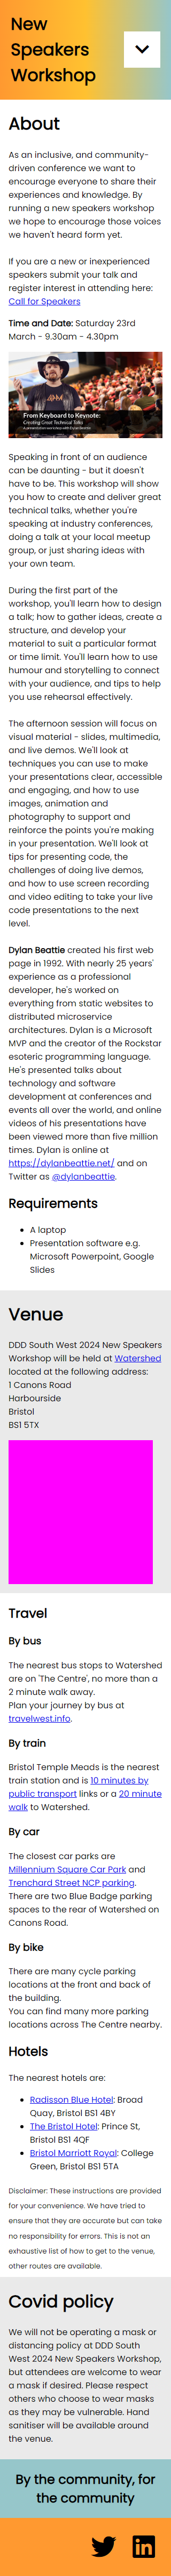 New
Speakers
Workshop
About
As an inclusive, and community-
driven conference we want to
encourage everyone to share their
experiences and knowledge. By
running a new speakers workshop
we hope to encourage those voices
we haven't heard form yet.
If you are a new or inexperienced
speakers submit your talk and
register interest in attending here:
Call for Speakers
Time and Date: Saturday 23rd
March - 9.30am - 4.30pm
From Keyboard to Keynote:
Creating Great Technical Talks
Speaking in front of an audience
can be daunting - but it doesn't
have to be. This workshop will show
you how to create and deliver great
technical talks, whether you're
speaking at industry conferences,
doing a talk at your local meetup
group, or just sharing ideas with
your own team.
During the first part of the
workshop, you'll learn how to design
a talk; how to gather ideas, create a
structure, and develop your
material to suit a particular format
or time limit. You'll learn how to use
humour and storytelling to connect
with your audience, and tips to help
you use rehearsal effectively.
The afternoon session will focus on
visual material - slides, multimedia,
and live demos. We'll look at
techniques you can use to make
your presentations clear, accessible
and engaging, and how to use
images, animation and
photography to support and
reinforce the points you're making
in your presentation. We'll look at
tips for presenting code, the
challenges of doing live demos,
and how to use screen recording
and video editing to take your live
code presentations to the next
level.
Dylan Beattie created his first web
page in 1992. With nearly 25 years'
experience as a professional
developer, he's worked on
everything from static websites to
distributed microservice
architectures. Dylan is a Microsoft
MVP and the creator of the Rockstar
esoteric programming language.
He's presented talks about
technology and software
development at conferences and
events all over the world, and online
videos of his presentations have
been viewed more than five million
times. Dylan is online at
https://dylanbeattie.net/ and on
Twitter as @dylanbeattie.
Requirements
A laptop
Presentation software e.g.
Microsoft Powerpoint, Google
Slides
Venue
DDD South West 2024 New Speakers
Workshop will be held at Watershed
located at the following address:
1 Canons Road
Harbourside
Bristol
BS1 5TX
Travel
By bus
The nearest bus stops to Watershed
are on 'The Centre', no more than a
2 minute walk away.
Plan your journey by bus at
travelwest.info.
By train
Bristol Temple Meads is the nearest
train station and is 10 minutes by
public transport links or a 20 minute
walk to Watershed.
By car
The closest car parks are
Millennium Square Car Park and
Trenchard Street NCP parking.
There are two Blue Badge parking
spaces to the rear of Watershed on
Canons Road.
By bike
There are many cycle parking
locations at the front and back of
the building.
You can find many more parking
locations across The Centre nearby.
Hotels
The nearest hotels are:
Radisson Blue Hotel: Broad
Quay, Bristol BS1 4BY
The Bristol Hotel: Prince St,
Bristol BS1 4QF
Bristol Marriott Royal: College
Green, Bristol BS1 5TA
Disclaimer: These instructions are provided
for your convenience. We have tried to
ensure that they are accurate but can take
no responsibility for errors. This is not an
exhaustive list of how to get to the venue,
other routes are available.
Covid policy
We will not be operating a mask or
distancing policy at DDD South
West 2024 New Speakers Workshop,
but attendees are welcome to wear
a mask if desired. Please respect
others who choose to wear masks
as they may be vulnerable. Hand
sanitiser will be available around
the venue.
By the community, for
the community